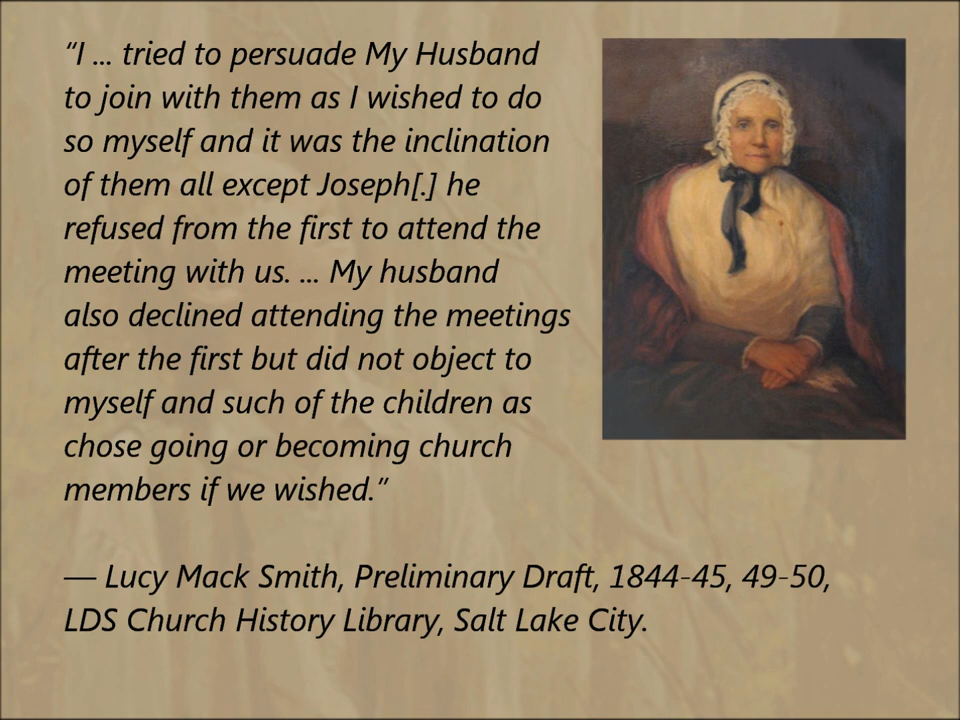 “I ... tried to persuade My Husband
to join with them as I wished to do
so myself and it was the inclination
of them all except Joseph[.] he
refused from the first to attend the
meeting with us. ... My husband
also declined attending the meetings
after the first but did not object to
myself and such of the children as
chose going or becoming church
members if we wished.”
— Lucy Mack Smith, Preliminary Draft, 1844-45, 49-50,
LDS Church History Library, Salt Lake City.